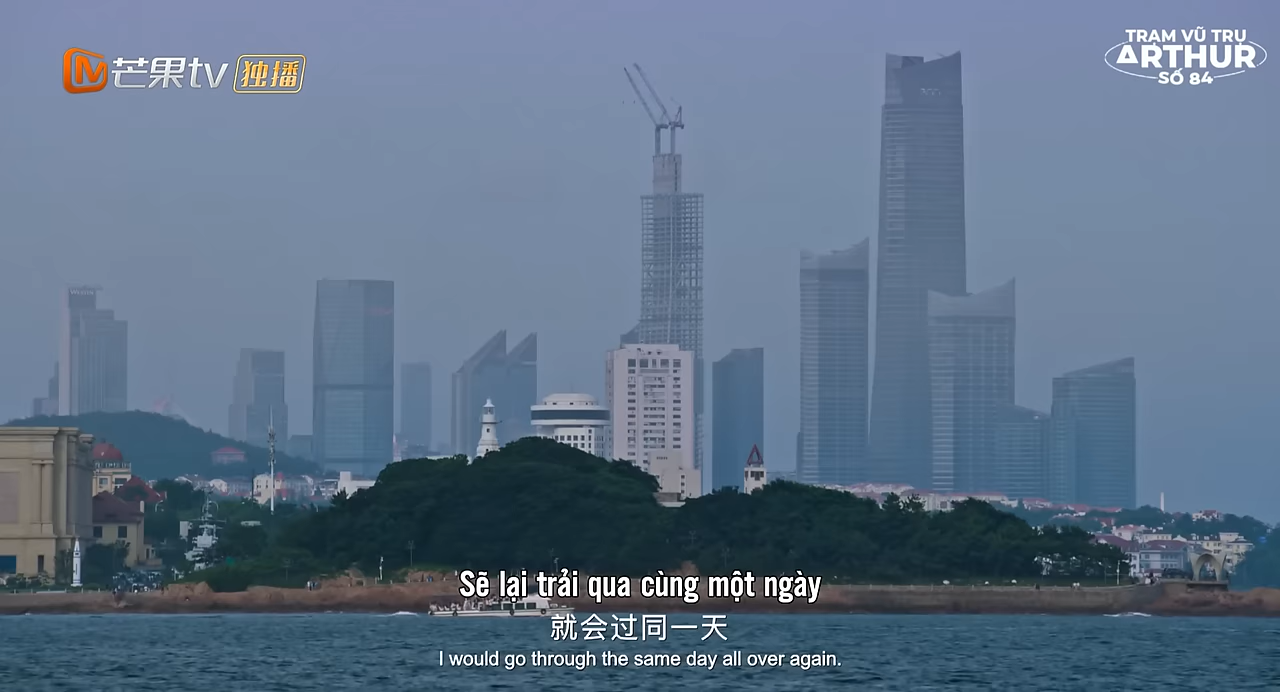 芒果tv 独播
TRẠM VŨ TRỤ
ARTHUR
SỐ 84
Sẽ lại trải qua cùng một ngày
就会过同一天
I would go through the same day all over again.